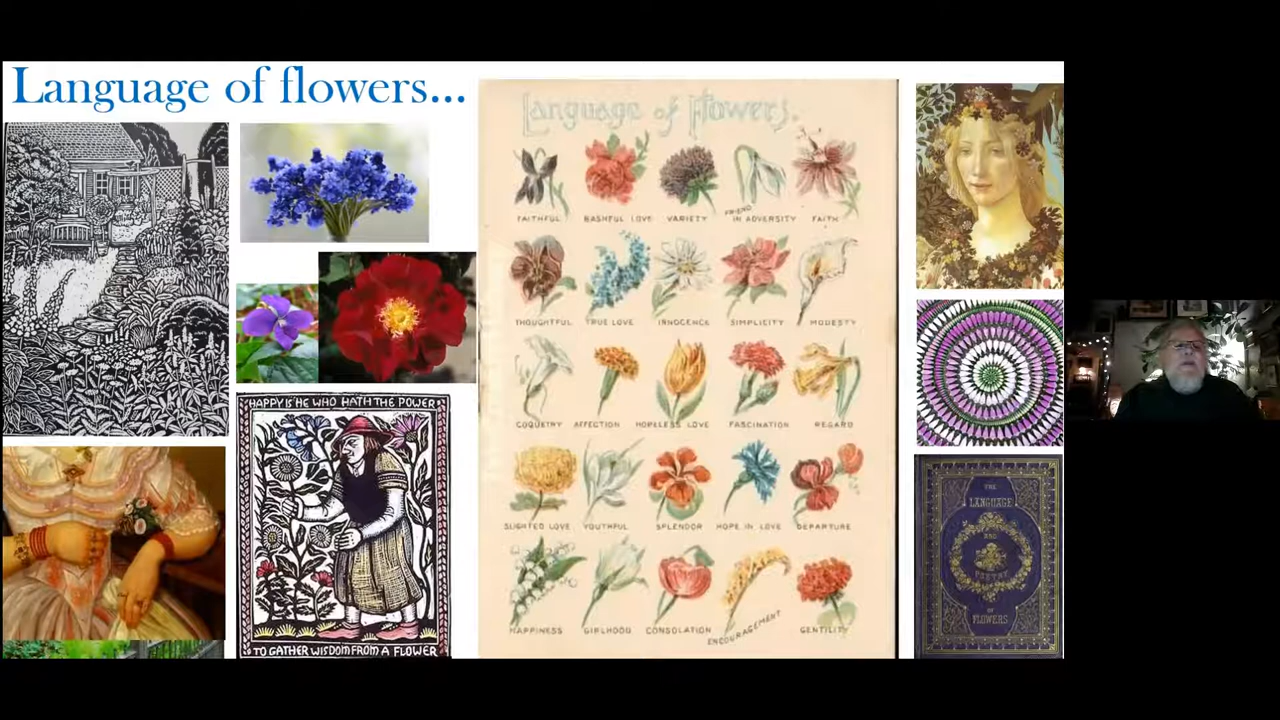 Language of flowers...
Language of Flowers.
FAITHFUL
BASHFUL LOVE
VARIETY
FRIEND
IN ADVERSITY
FAITH
THOUGHTFUL
TRUE LOVE
INNOCENCE
SIMPLICITY
MODESTY
COQUETRY
AFFECTION
HOPELESS LOVE
FASCINATION
REGARD
SLIGHTED LOVE
YOUTHFUL
SPLENDOR
HOPE IN LOVE
DEPARTURE
HAPPINESS
GIRLHOOD
CONSOLATION
ENCOURAGEMENT
GENTILITY
HAPPY IS HE WHO HATH THE POWER
TO GATHER WISDOM FROM A FLOWER
THE
LANGUAGE
AND
POETRY
OF
FLOWERS